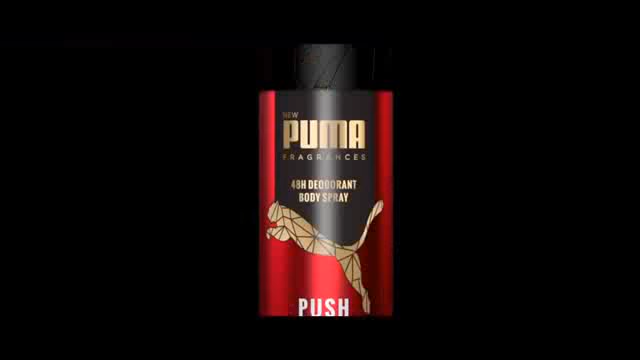 NEW
PUMA
FRAGRANCES
48H DEODORANT
BODY SPRAY
PUSH